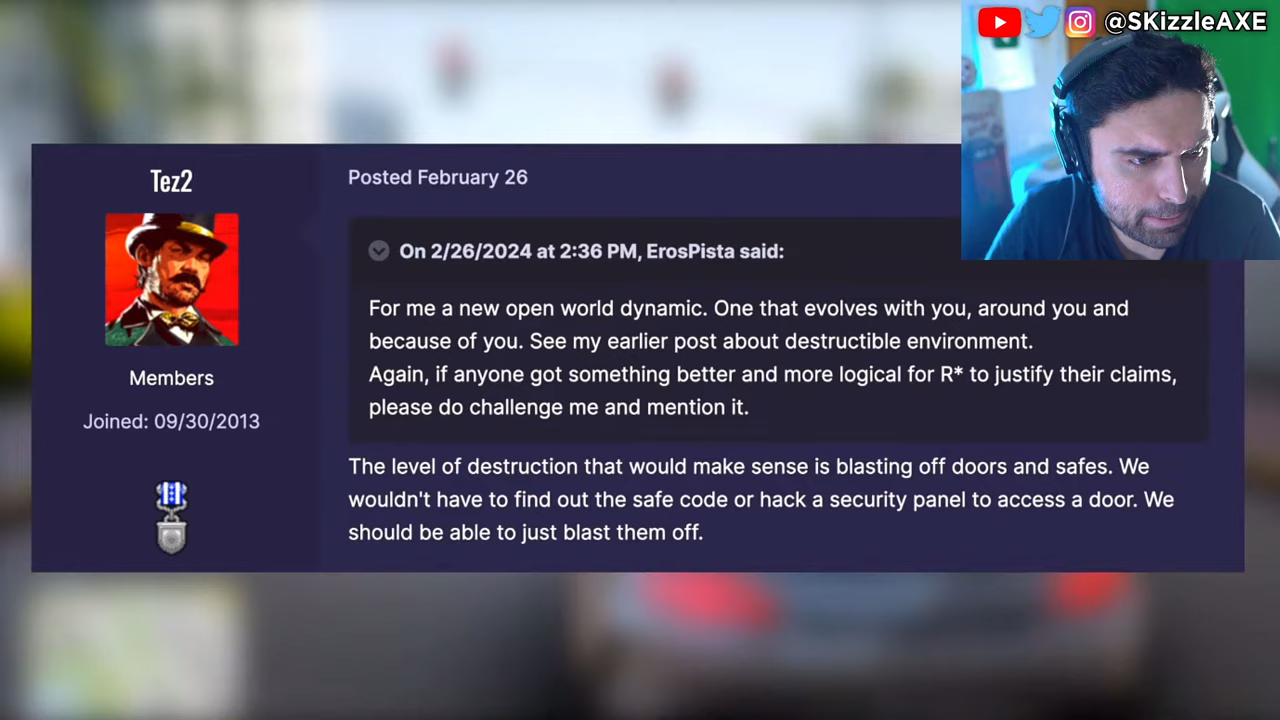 @SKizzleAXE
Tez2
Members
Joined: 09/30/2013
Posted February 26
On 2/26/2024 at 2:36 PM, ErosPista said:
For me a new open world dynamic. One that evolves with you, around you and
because of you. See my earlier post about destructible environment.
Again, if anyone got something better and more logical for R* to justify their claims,
please do challenge me and mention it.
The level of destruction that would make sense is blasting off doors and safes. We
wouldn't have to find out the safe code or hack a security panel to access a door. We
should be able to just blast them off.